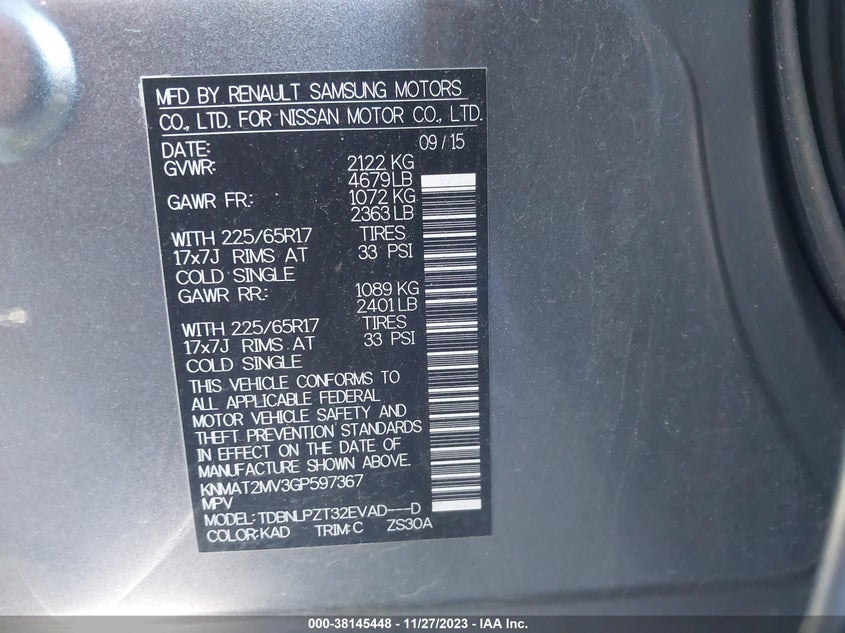 MFD BY RENAULT SAMSUNG MOTORS
CO., LTD. FOR NISSAN MOTOR CO., LTD.
DATE: 09/15
GVWR: 2122 KG
4679 LB
GAWR FR: 1072 KG
2363 LB
WITH 225/65R17 TIRES
17x7J RIMS AT 33 PSI
COLD SINGLE
GAWR RR: 1089 KG
2401 LB
WITH 225/65R17 TIRES
17x7J RIMS AT 33 PSI
COLD SINGLE
THIS VEHICLE CONFORMS TO
ALL APPLICABLE FEDERAL
MOTOR VEHICLE SAFETY AND
THEFT PREVENTION STANDARDS
IN EFFECT ON THE DATE OF
MANUFACTURE SHOWN ABOVE.
KNMAT2MV3GP597367
MPV
MODEL: TDBNLPZT32EVAD---D
COLOR: KAD TRIM: C ZS30A
000-38145448 - 11/27/2023 - IAA Inc.